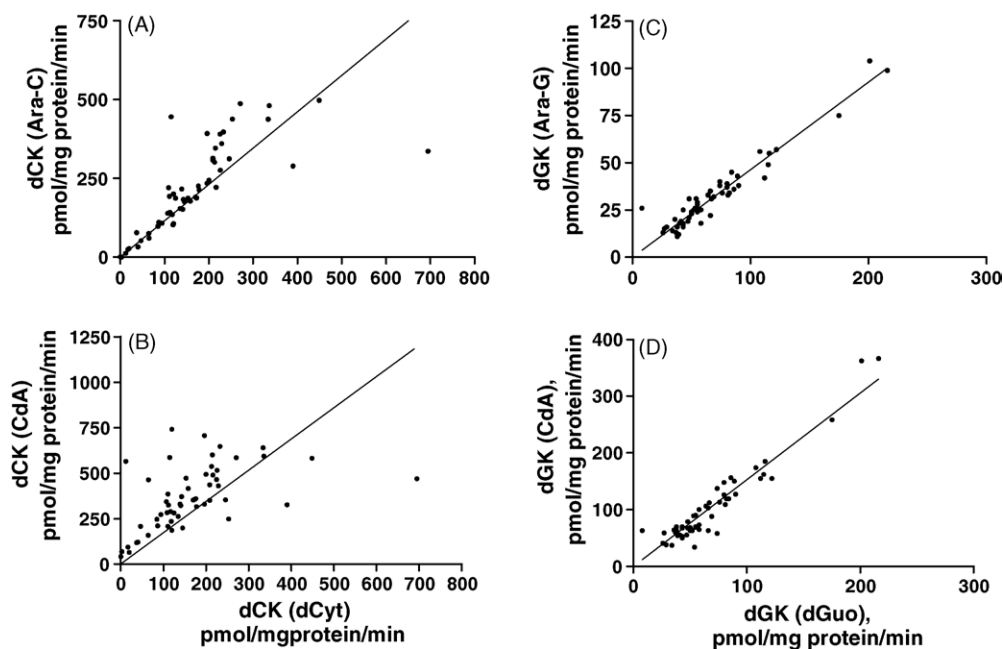 (A)
dCK (Ara-C)
pmol/mg protein/min
750
500
250
0
0 100 200 300 400 500 600 700 800
(C)
dGK (Ara-G)
pmol/mg protein/min
125
100
75
50
25
0
0 100 200 300
(B)
dCK (CdA)
pmol/mg protein/min
1250
1000
750
500
250
0
0 100 200 300 400 500 600 700 800
dCK (dCyt)
pmol/mgprotein/min
(D)
dGK (CdA),
pmol/mg protein/min
400
300
200
100
0
0 100 200 300
dGK (dGuo),
pmol/mg protein/min